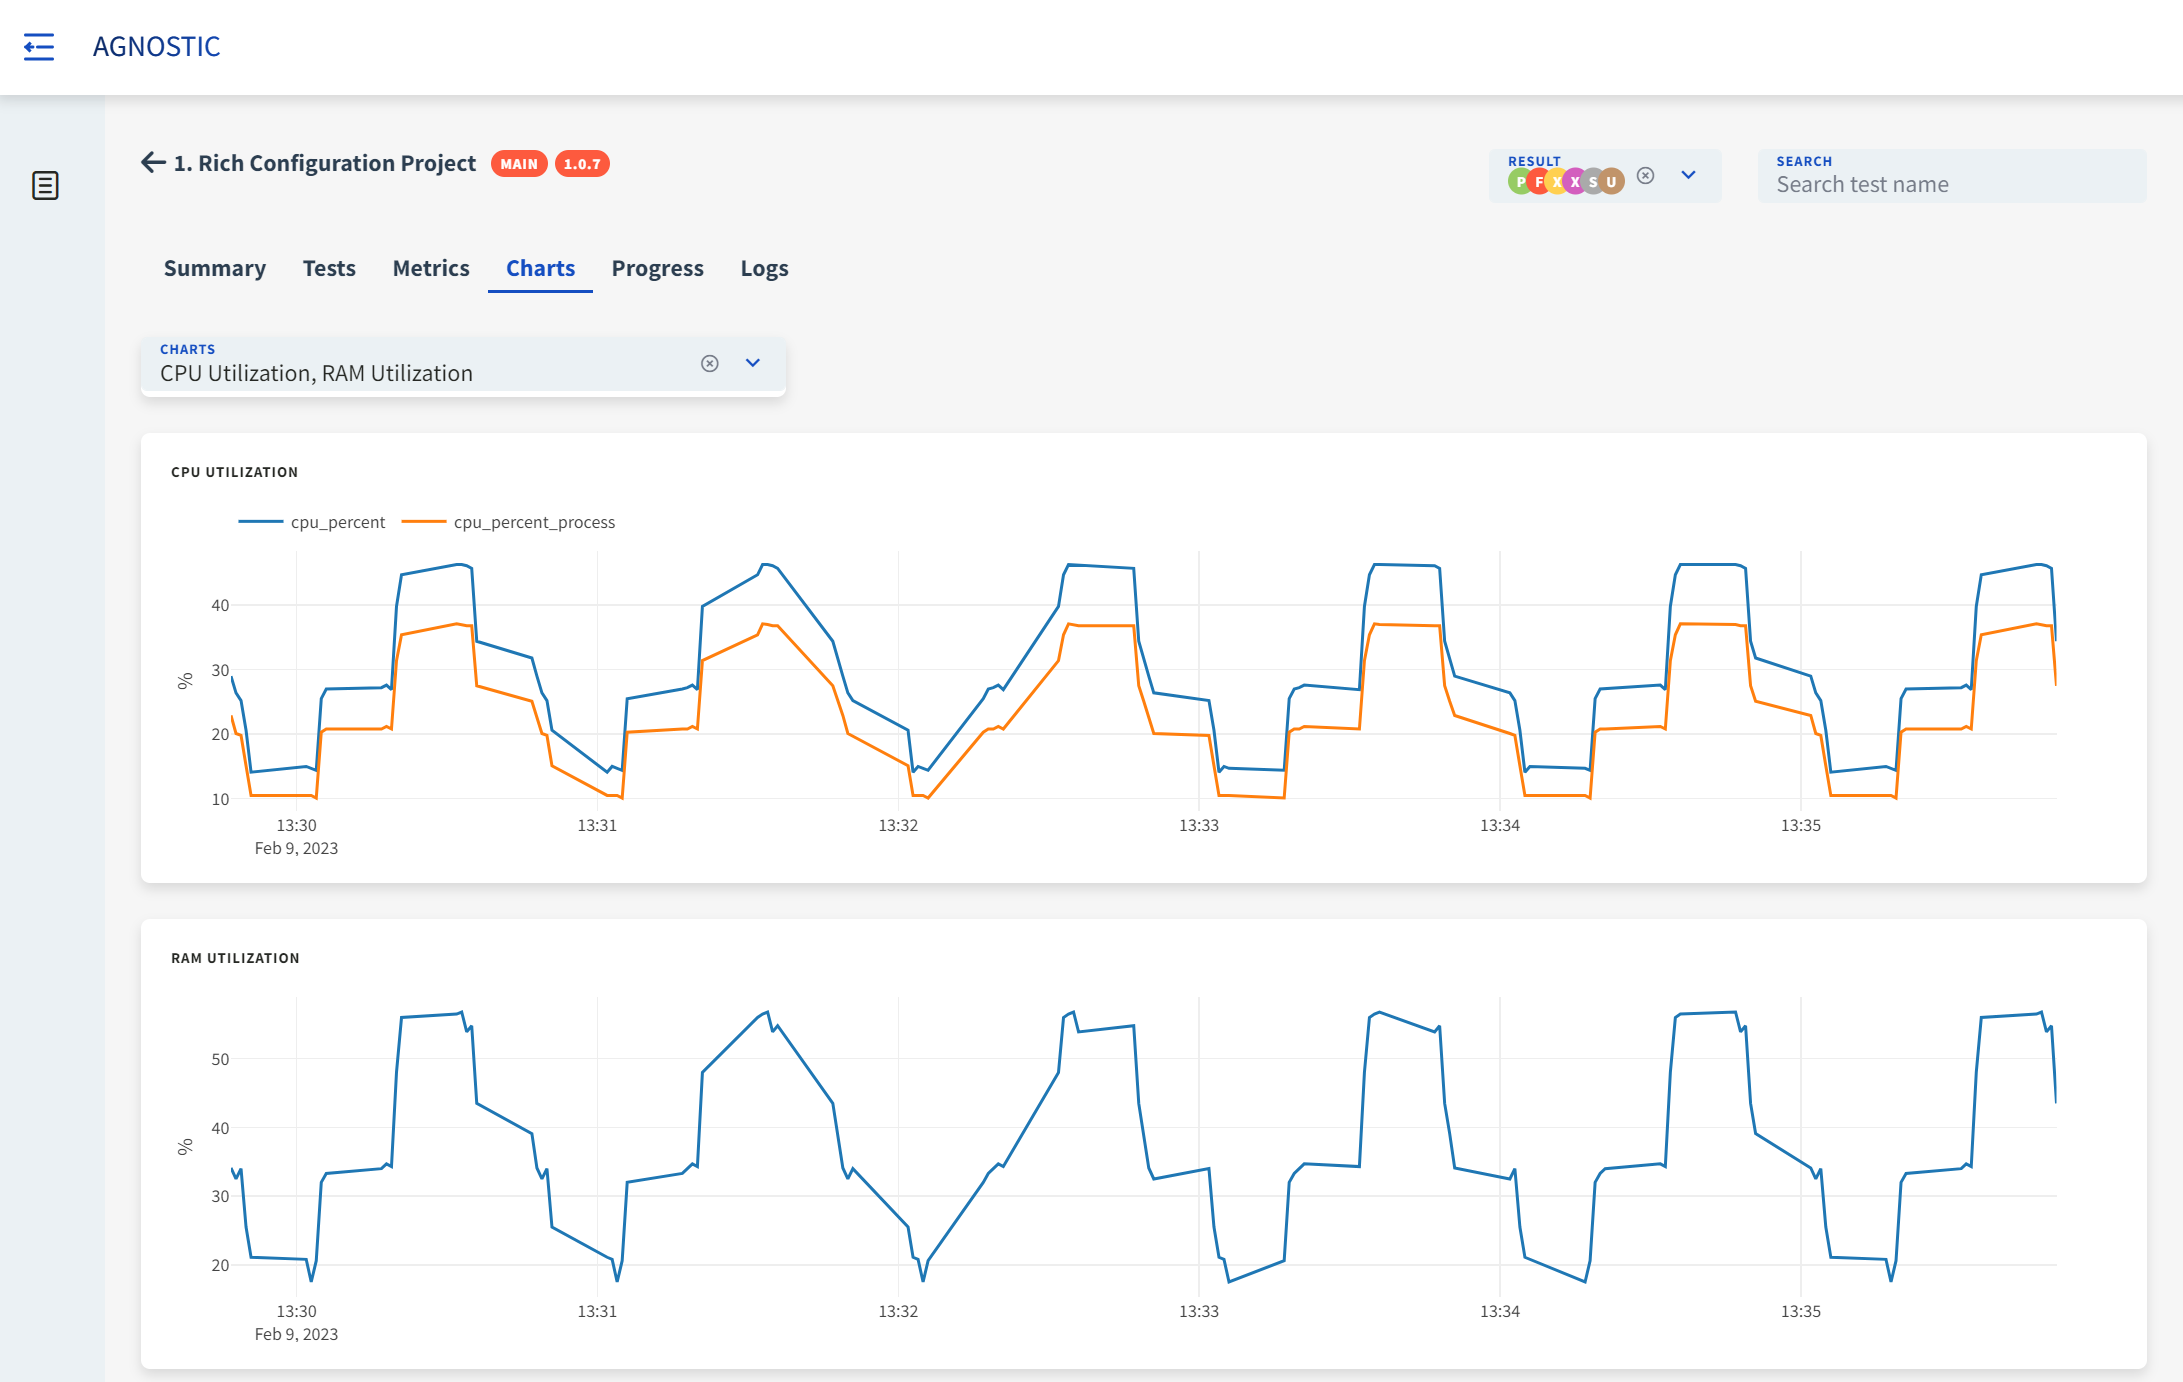 AGNOSTIC
1. Rich Configuration Project MAIN 1.0.7
RESULT
P F X X S U
SEARCH
Search test name
Summary Tests Metrics Charts Progress Logs
CHARTS
CPU Utilization, RAM Utilization
CPU UTILIZATION
cpu_percent cpu_percent_process
%
40
30
20
10
13:30 13:31 13:32 13:33 13:34 13:35
Feb 9, 2023
RAM UTILIZATION
%
50
40
30
20
13:30 13:31 13:32 13:33 13:34 13:35
Feb 9, 2023